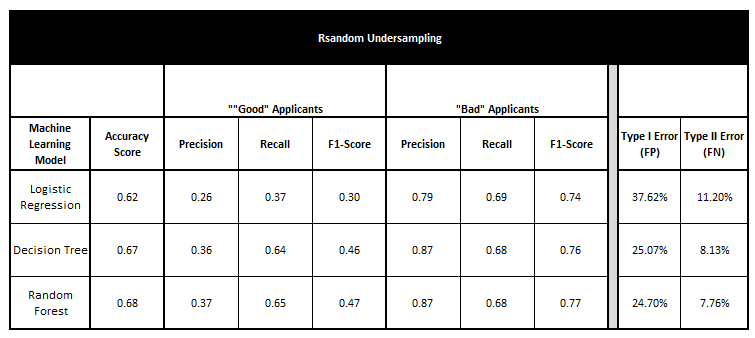 Rsandom Undersampling
""Good" Applicants "Bad" Applicants
Machine Learning Model Accuracy Score Precision Recall F1-Score Precision Recall F1-Score Type I Error (FP) Type II Error (FN)
Logistic Regression 0.62 0.26 0.37 0.30 0.79 0.69 0.74 37.62% 11.20%
Decision Tree 0.67 0.36 0.64 0.46 0.87 0.68 0.76 25.07% 8.13%
Random Forest 0.68 0.37 0.65 0.47 0.87 0.68 0.77 24.70% 7.76%